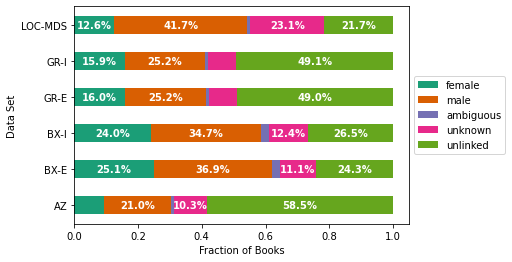 LOC-MDS 12.6% 41.7% 23.1% 21.7%
GR-I 15.9% 25.2% 49.1%
GR-E 16.0% 25.2% 49.0%
BX-I 24.0% 34.7% 12.4% 26.5%
BX-E 25.1% 36.9% 11.1% 24.3%
AZ 21.0% 10.3% 58.5%
Data Set
0.0 0.2 0.4 0.6 0.8 1.0
Fraction of Books
female
male
ambiguous
unknown
unlinked